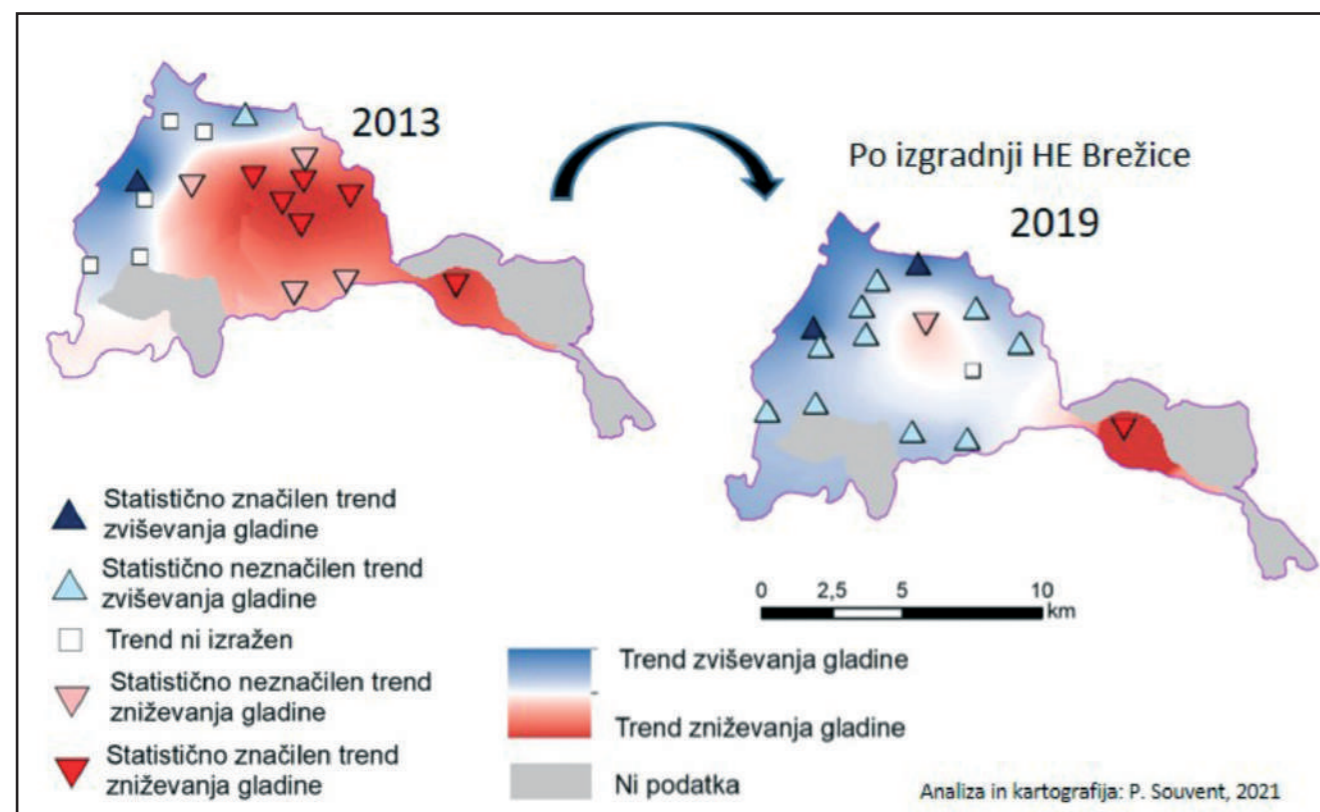 2013
Po izgradnji HE Brežice
2019
Statistično značilen trend
zviševanja gladine
Statistično neznačilen trend
zviševanja gladine
Trend ni izražen
Statistično neznačilen trend
zniževanja gladine
Statistično značilen trend
zniževanja gladine
0 2,5 5 10
km
Trend zviševanja gladine
Trend zniževanja gladine
Ni podatka
Analiza in kartografija: P. Souvent, 2021